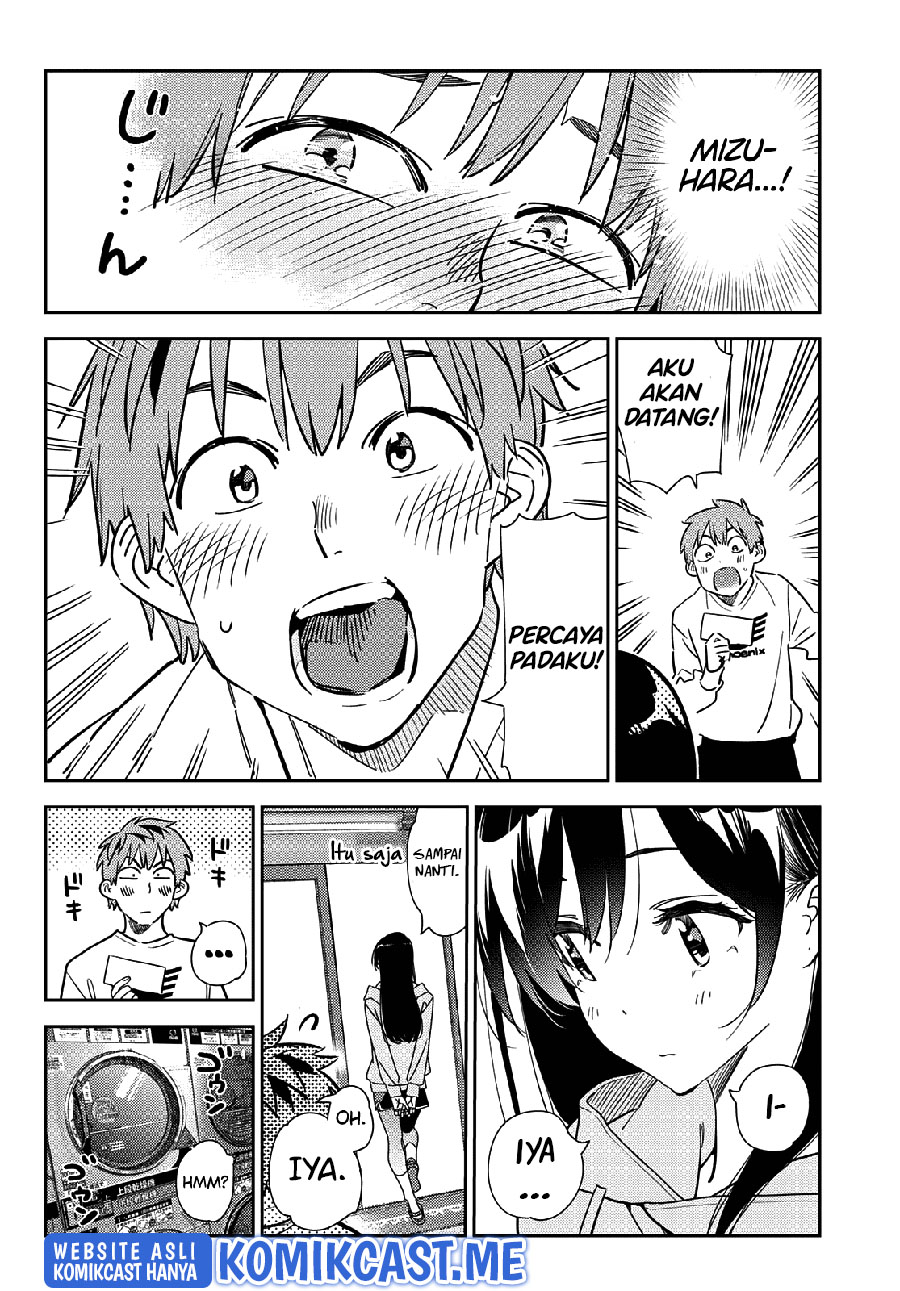 MIZU-
HARA...!
じ"
...
ん
AKU
AKAN
DATANG!
PERCAYA
PADAKU!
phoenix
I-
IYA
...
SAMPAI
NANTI.
Itu saja
OH.
IYA.
ドキ
ドキ
...
ゴウン
HMM?
ゴウン
WEBSITE ASLI
KOMIKCAST HANYA
KOMIKCAST.ME